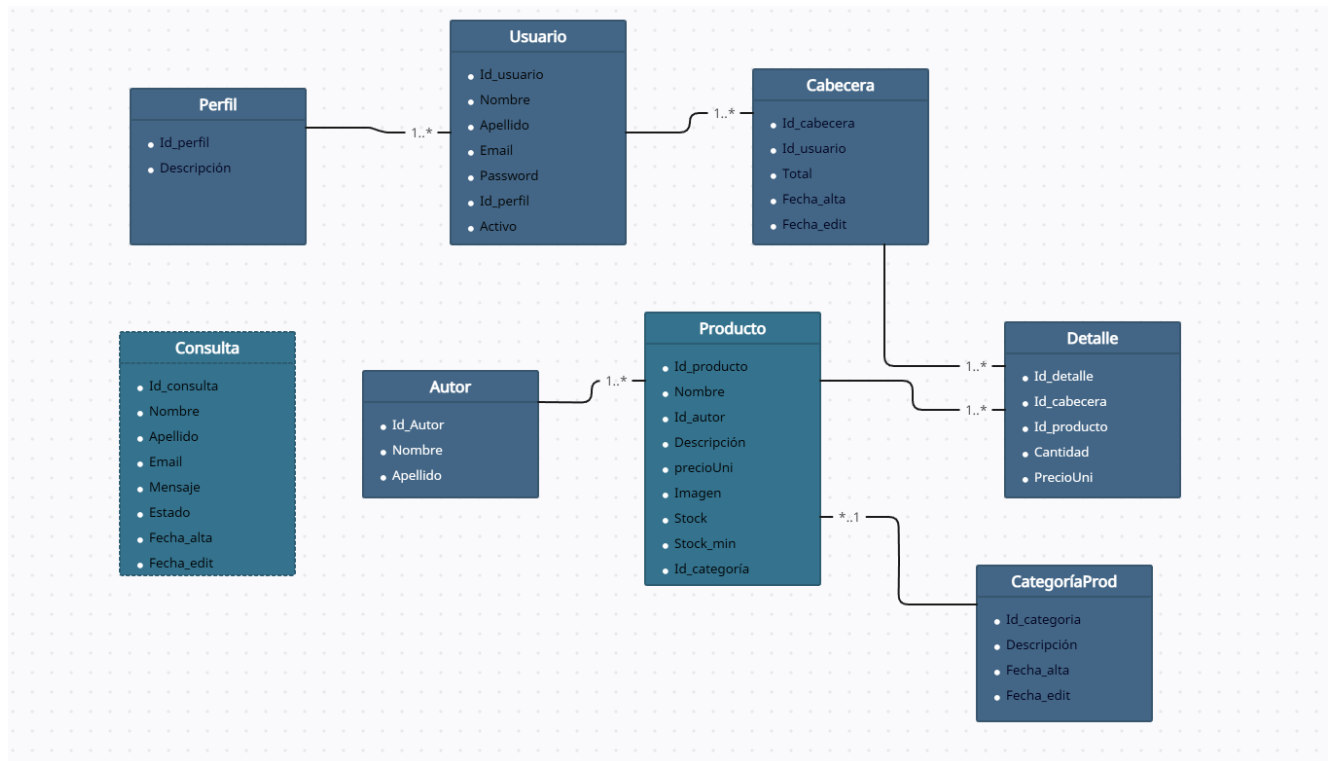 Perfil
Id_perfil
Descripción
1..*
Usuario
Id_usuario
Nombre
Apellido
Email
Password
Id_perfil
Activo
1..*
Cabecera
Id_cabecera
Id_usuario
Total
Fecha_alta
Fecha_edit
Consulta
Id_consulta
Nombre
Apellido
Email
Mensaje
Estado
Fecha_alta
Fecha_edit
Autor
Id_Autor
Nombre
Apellido
1..*
Producto
Id_producto
Nombre
Id_autor
Descripción
precioUni
Imagen
Stock
Stock_min
Id_categoría
1..*
1..*
*..1
Detalle
Id_detalle
Id_cabecera
Id_producto
Cantidad
PrecioUni
CategoríaProd
Id_categoria
Descripción
Fecha_alta
Fecha_edit